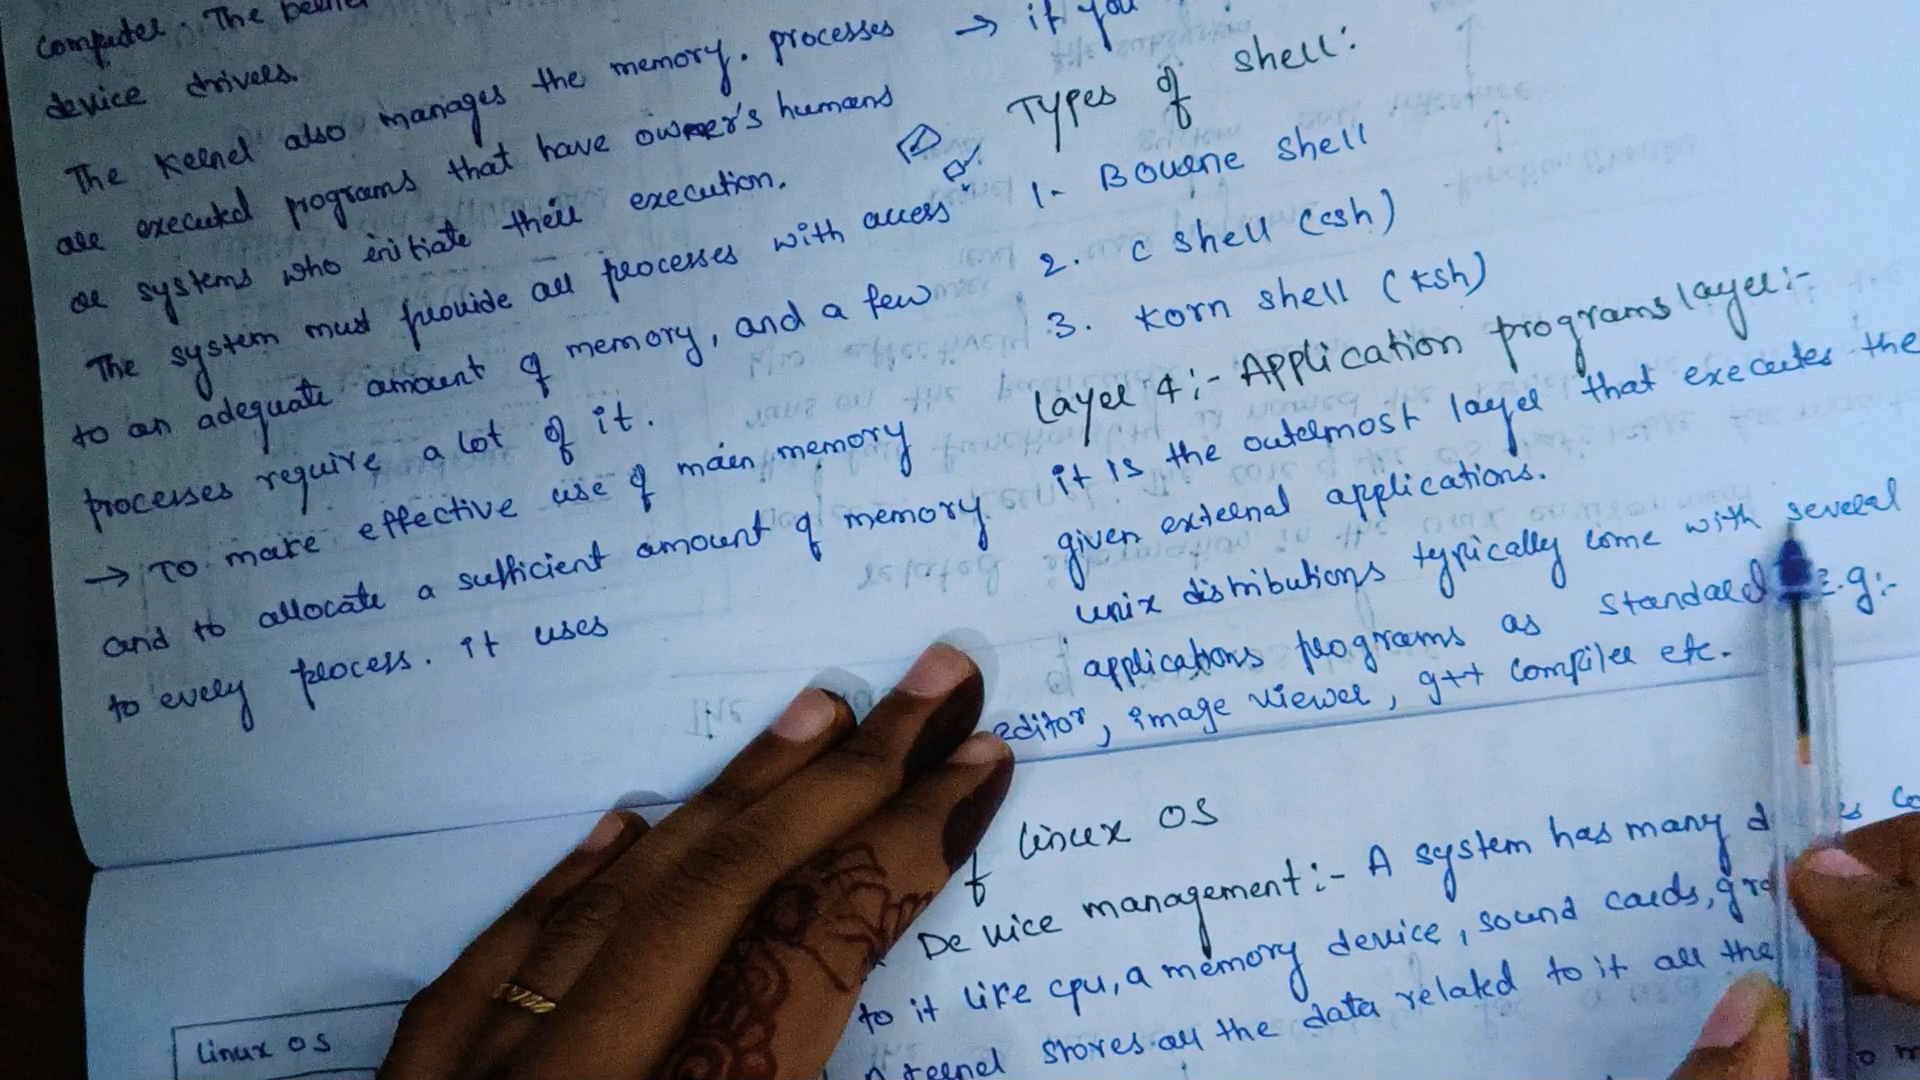 computer. The
device drivers.
The Kernel also manages the memory. processes
are executed programs that have owner's humans
or systems who initiate their execution.
The system must provide all processes with access
to an adequate amount of memory, and a few
processes require a lot of it.
→ To make effective use of main memory
and to allocate a sufficient amount of memory
to every process. it uses
→ if you
Types of shell:
1- Bourne shell
2. C shell (csh)
3. Korn shell (ksh)
Layer 4:- Application programs layer:-
it is the outermost layer that executes the
given external applications.
unix distributions typically come with several
applications programs as standard E.g:-
editor, image viewer, g++ compiler etc.
linux os
f linux OS
Device management:- A system has many
to it like cpu, a memory device, sound cards,
stores all the data related to it all the